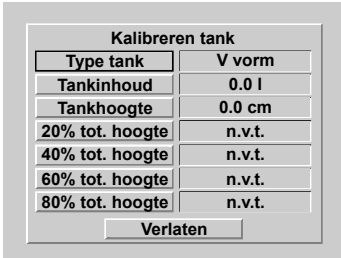 Kalibreren tank
Type tank V vorm
Tankinhoud 0.0 l
Tankhoogte 0.0 cm
20% tot. hoogte n.v.t.
40% tot. hoogte n.v.t.
60% tot. hoogte n.v.t.
80% tot. hoogte n.v.t.
Verlaten